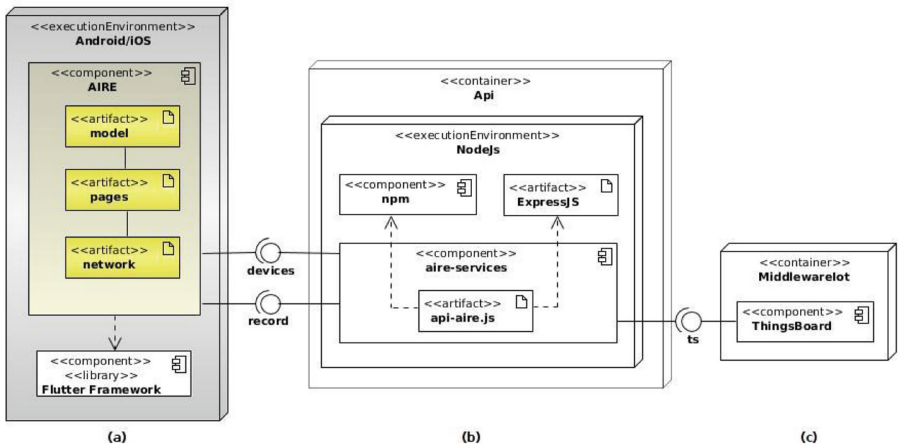 <<executionEnvironment>>
Android/iOS
<<component>>
AIRE
<<artifact>>
model
<<artifact>>
pages
<<artifact>>
network
<<component>>
<<library>>
Flutter Framework
(a)
devices
record
<<container>>
Api
<<executionEnvironment>>
NodeJs
<<component>>
npm
<<artifact>>
ExpressJS
<<component>>
aire-services
<<artifact>>
api-aire.js
(b)
ts
<<container>>
MiddlewareIot
<<component>>
ThingsBoard
(c)